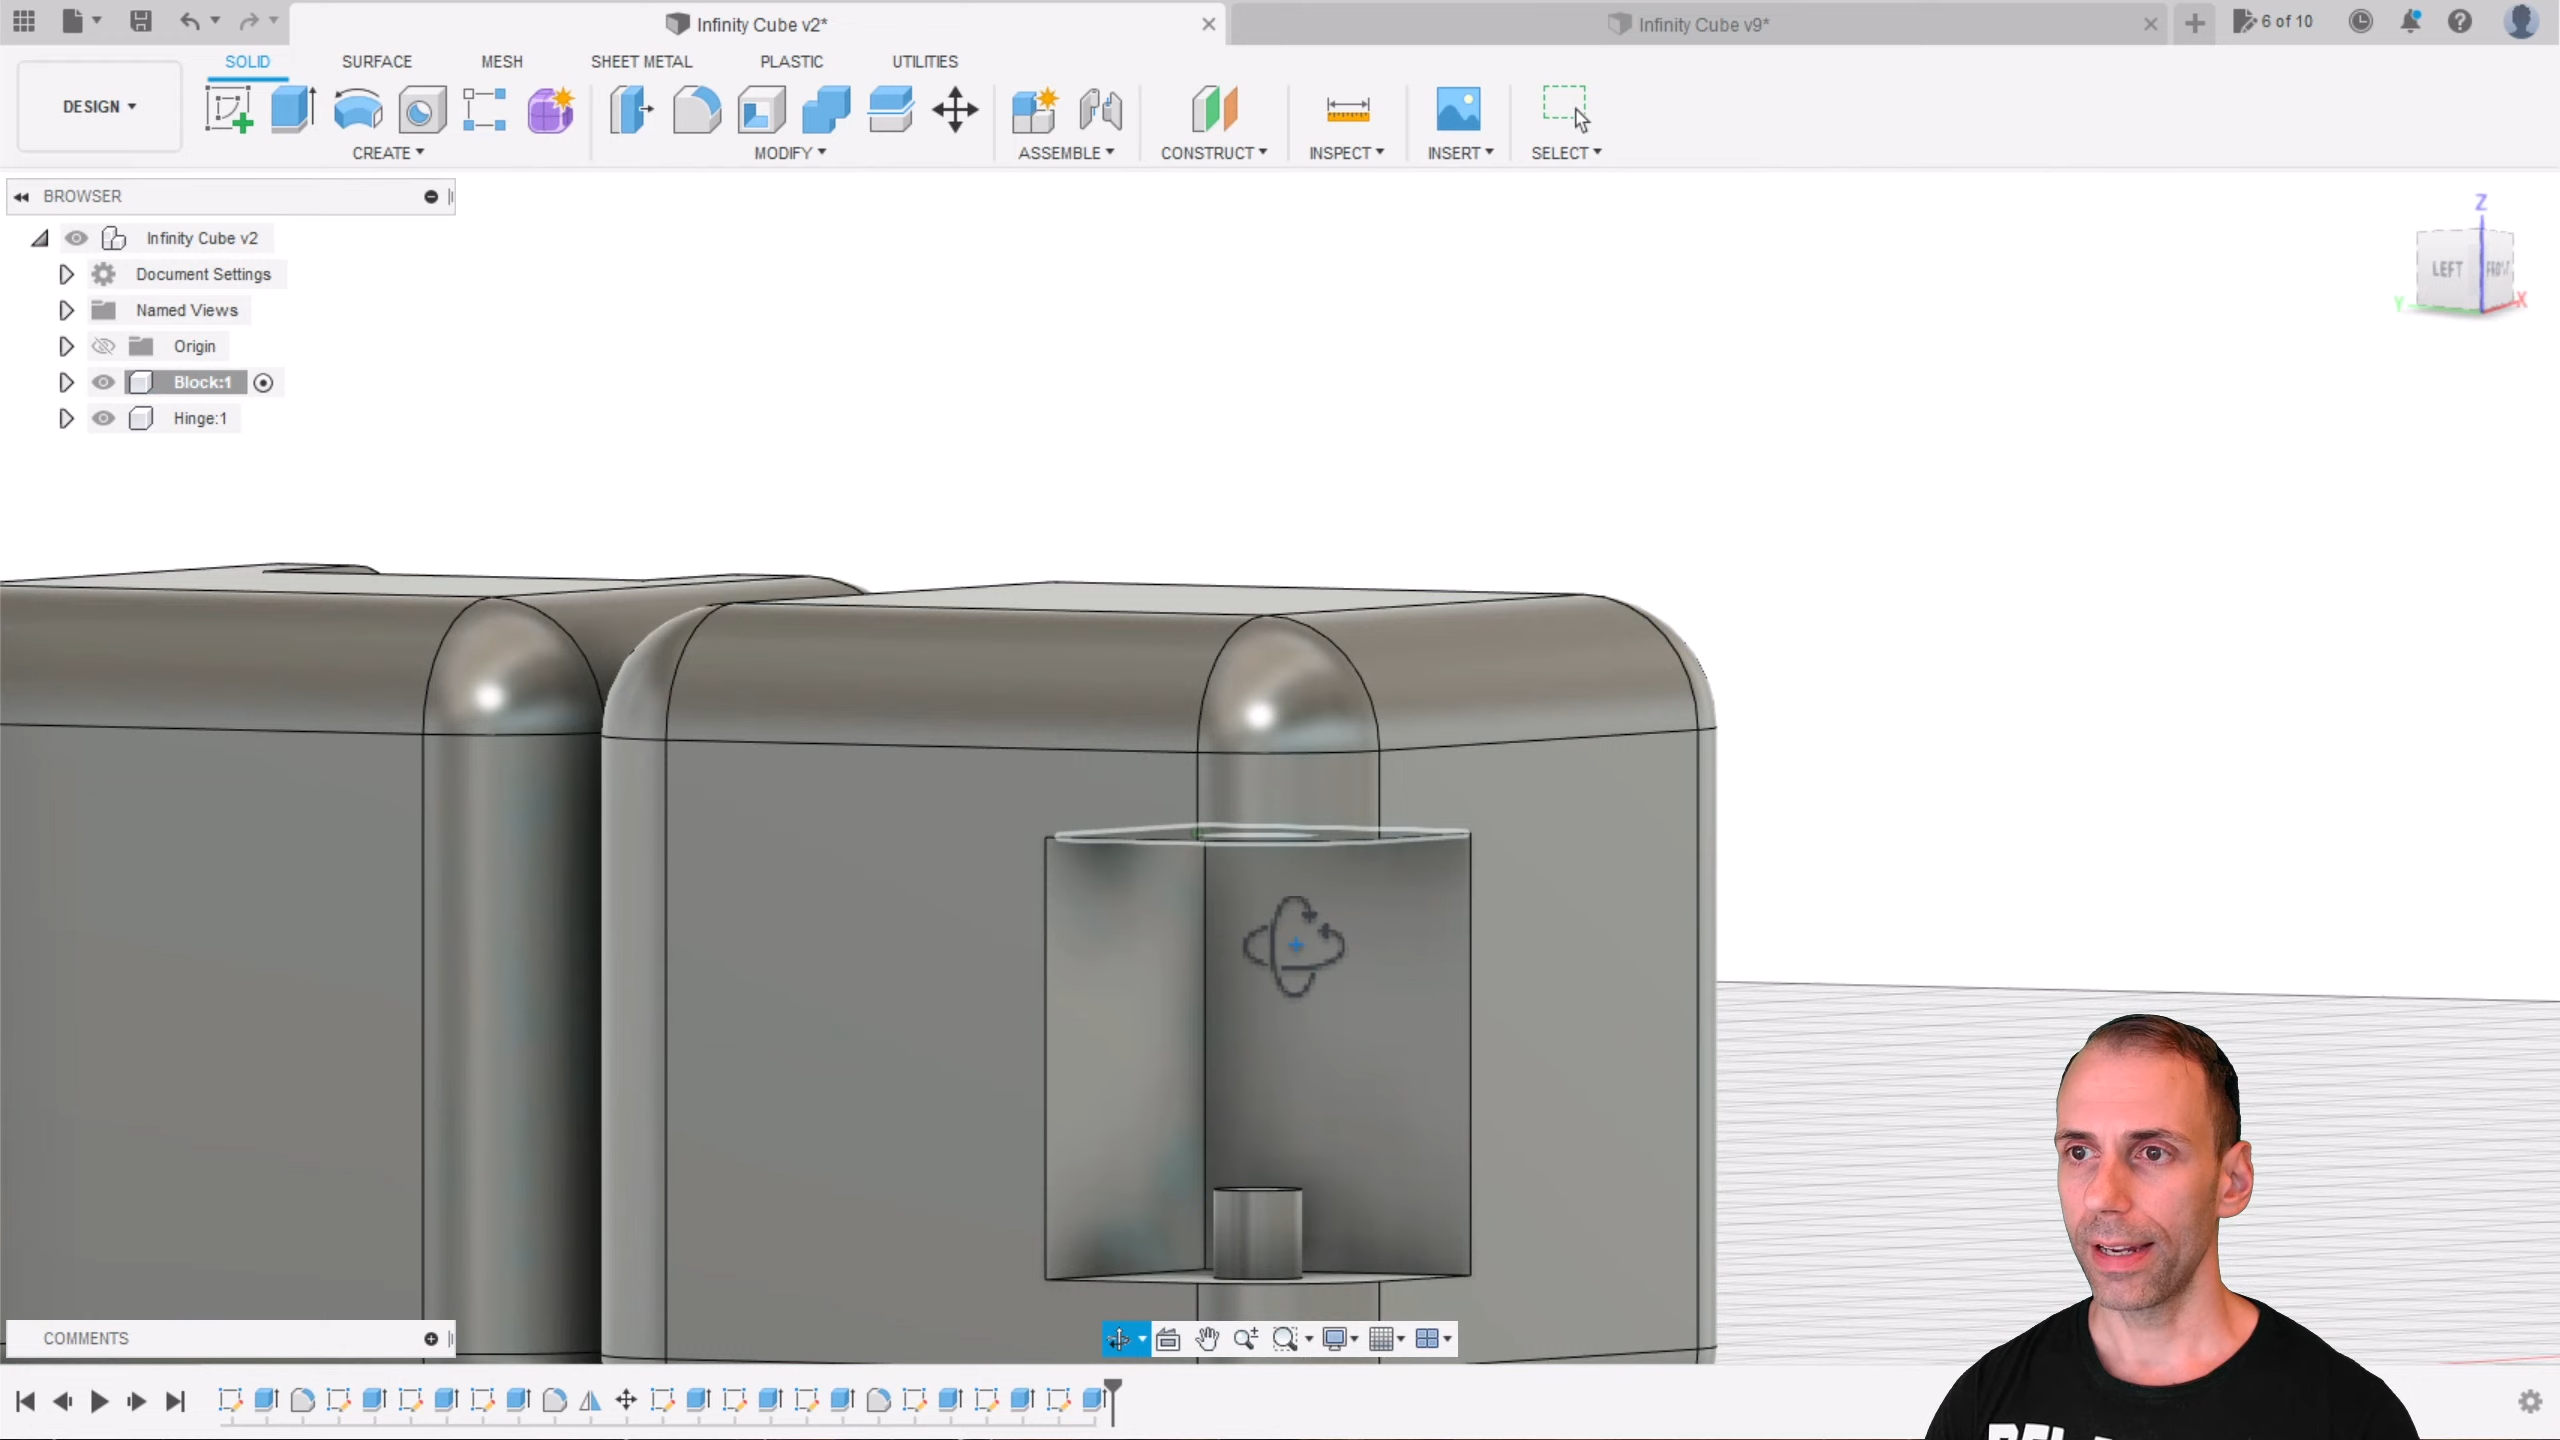 Infinity Cube v2*
Infinity Cube v9*
6 of 10
SOLID
SURFACE
MESH
SHEET METAL
PLASTIC
UTILITIES
DESIGN
CREATE
MODIFY
ASSEMBLE
CONSTRUCT
INSPECT
INSERT
SELECT
BROWSER
Infinity Cube v2
Document Settings
Named Views
Origin
Block:1
Hinge:1
Z
LEFT
FRONT
Y
X
COMMENTS